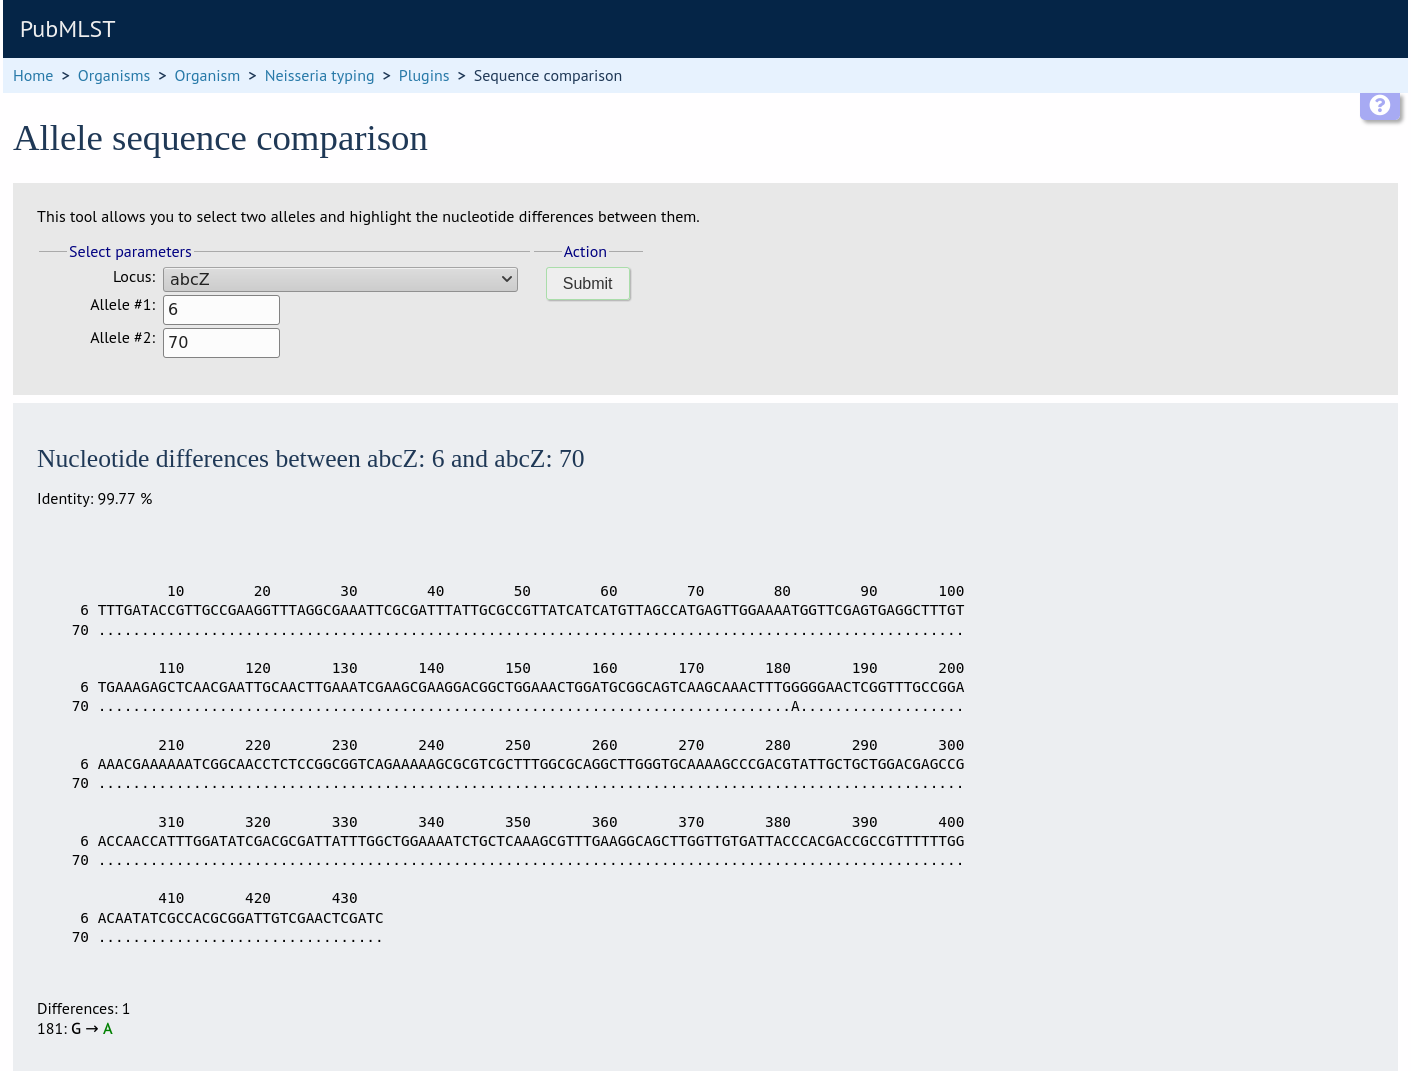 PubMLST
Home > Organisms > Organism > Neisseria typing > Plugins > Sequence comparison
Allele sequence comparison
This tool allows you to select two alleles and highlight the nucleotide differences between them.
Select parameters
Locus: abcZ
Allele #1: 6
Allele #2: 70
Action
Submit
Nucleotide differences between abcZ: 6 and abcZ: 70
Identity: 99.77 %
10 20 30 40 50 60 70 80 90 100
6 TTTGATACCGTTGCCGAAGGTTTAGGCGAAATTCGCGATTTATTGCGCCGTTATCATCATGTTAGCCATGAGTTGGAAAATGGTTCGAGTGAGGCTTTGT
70 ....................................................................................................
110 120 130 140 150 160 170 180 190 200
6 TGAAAGAGCTCAACGAATTGCAACTTGAAATCGAAGCGAAGGACGGCTGGAAACTGGATGCGGCAGTCAAGCAAACTTTGGGGGAACTCGGTTTGCCGGA
70 ................................................................................A...................
210 220 230 240 250 260 270 280 290 300
6 AAACGAAAAAATCGGCAACCTCTCCGGCGGTCAGAAAAAGCGCGTCGCTTTGGCGCAGGCTTGGGTGCAAAAGCCCGACGTATTGCTGCTGGACGAGCCG
70 ....................................................................................................
310 320 330 340 350 360 370 380 390 400
6 ACCAACCATTTGGATATCGACGCGATTATTTGGCTGGAAAATCTGCTCAAAGCGTTTGAAGGCAGCTTGGTTGTGATTACCCACGACCGCCGTTTTTTGG
70 ....................................................................................................
410 420 430
6 ACAATATCGCCACGCGGATTGTCGAACTCGATC
70 .................................
Differences: 1
181: G → A